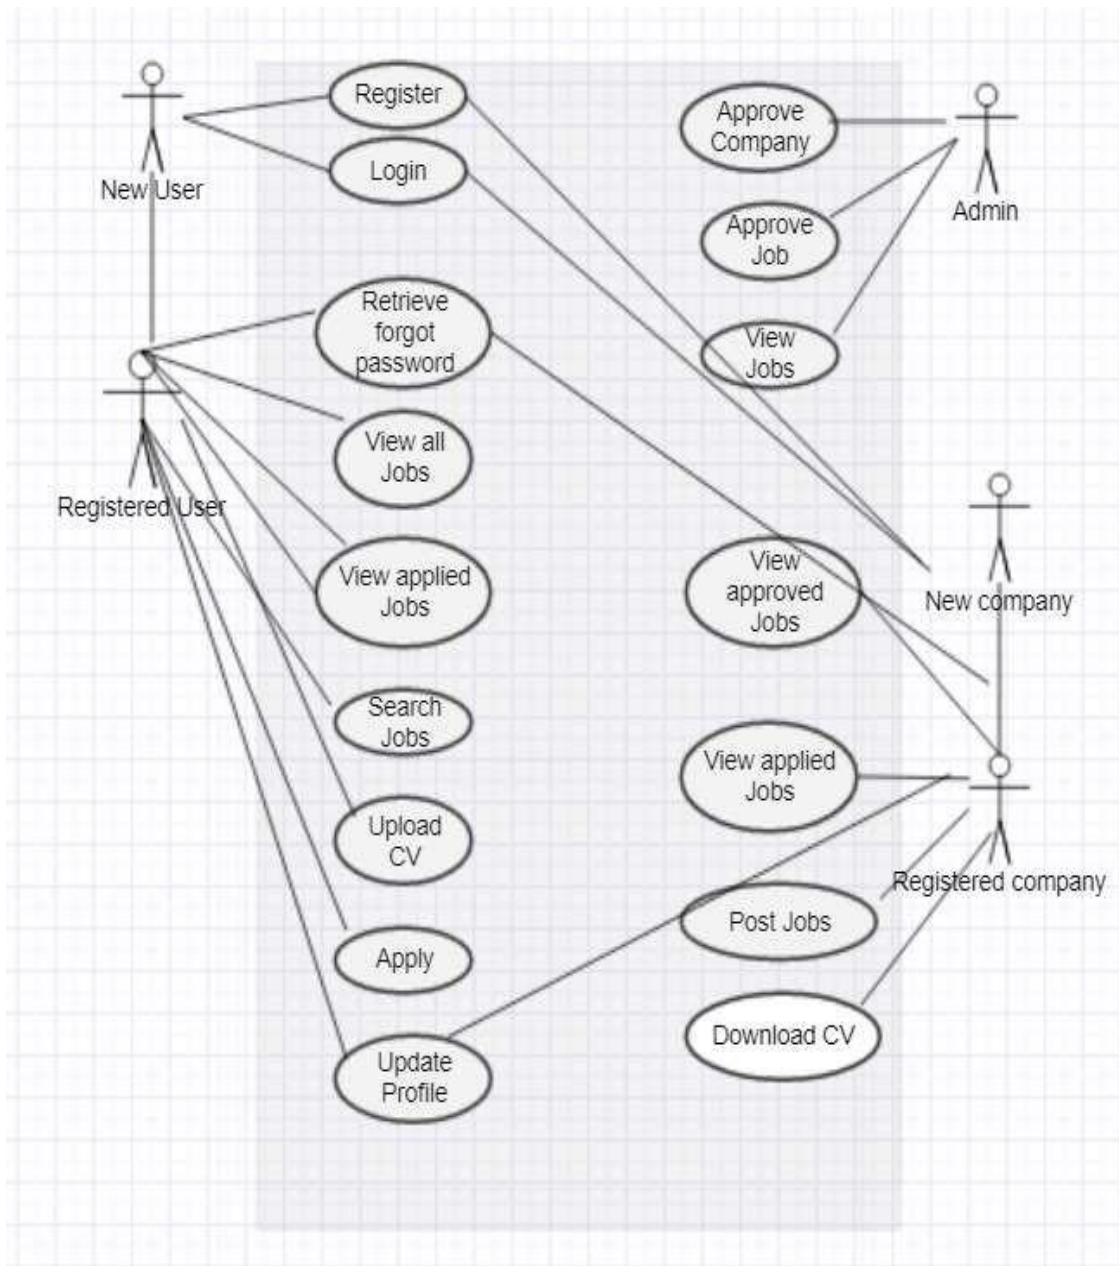 Register
Login
New User
Retrieve
forgot
password
Registered User
View all
Jobs
View applied
Jobs
Search
Jobs
Upload
CV
Apply
Update
Profile
Approve
Company
Admin
Approve
Job
View
Jobs
View
approved
Jobs
New company
View applied
Jobs
Registered company
Post Jobs
Download CV